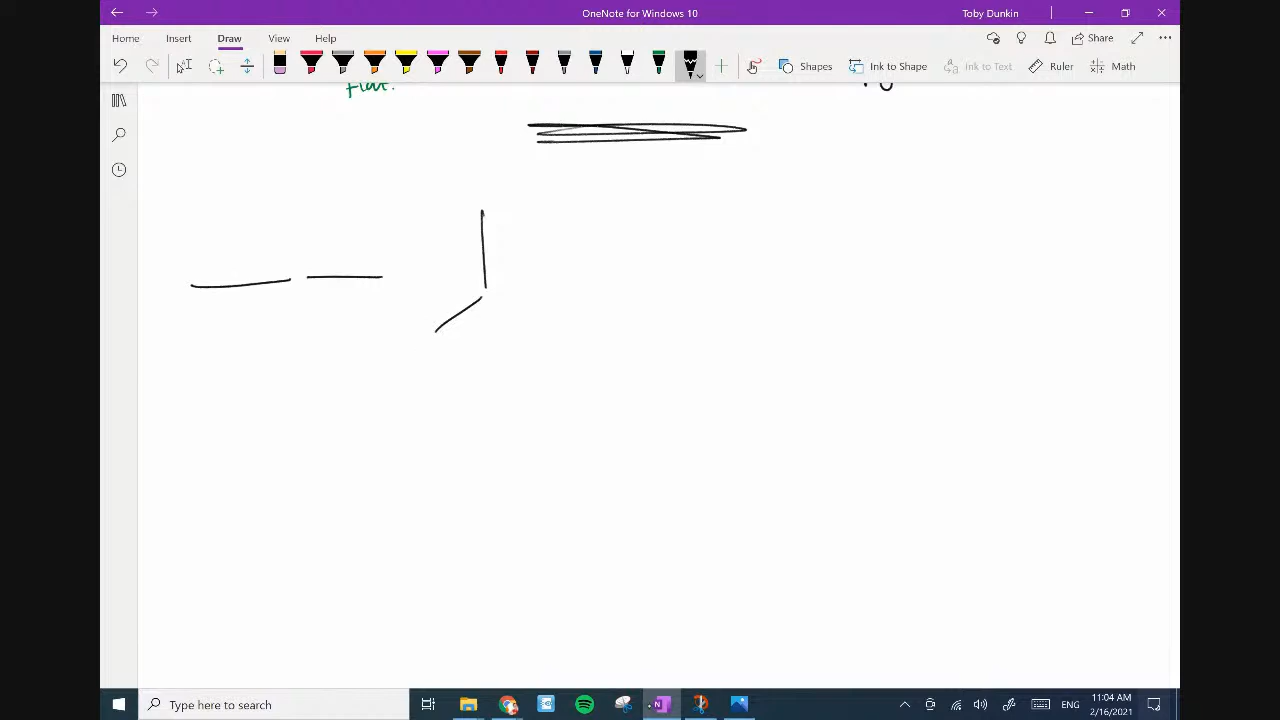 OneNote for Windows 10
Toby Dunkin
Home Insert Draw View Help
Share
Shapes Ink to Shape Ink to Text Ruler Math
flat.
Type here to search
ENG
11:04 AM
2/16/2021